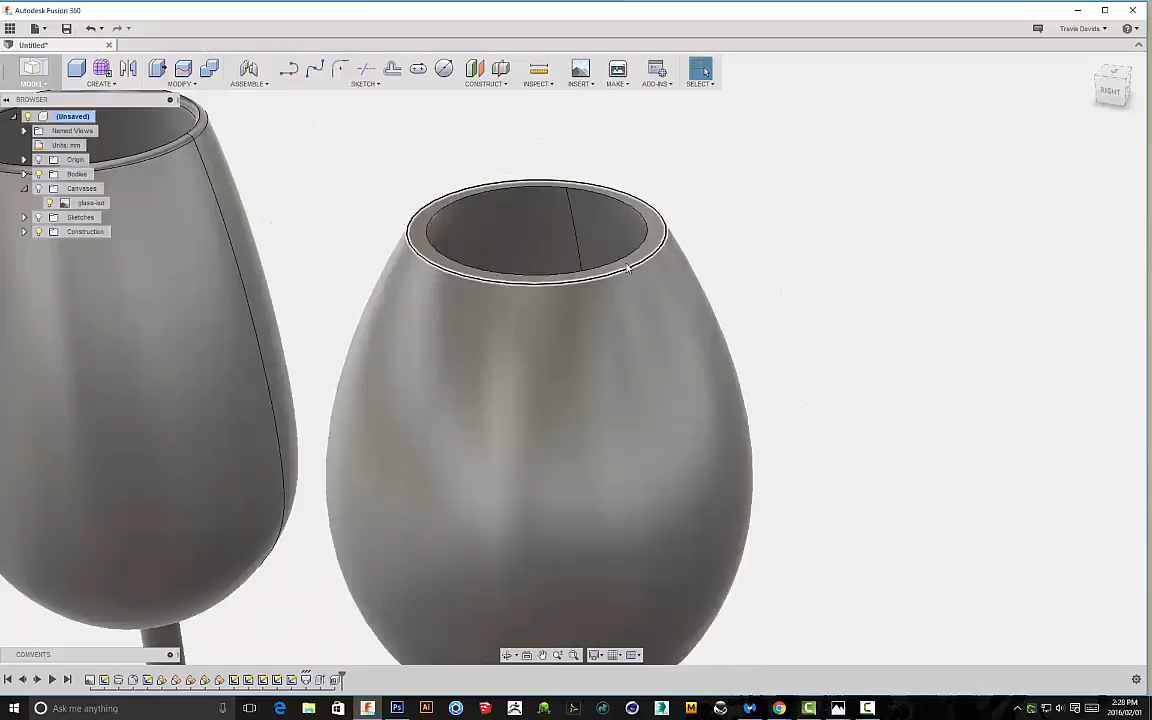 Autodesk Fusion 360
Travis Davids
Untitled*
MODEL
CREATE
MODIFY
ASSEMBLE
SKETCH
CONSTRUCT
INSPECT
INSERT
MAKE
ADD-INS
SELECT
BROWSER
RIGHT
(Unsaved)
Named Views
Units: mm
Origin
Bodies
Canvases
glass-iso
Sketches
Construction
COMMENTS
Ask me anything
2:28 PM
2016/02/01